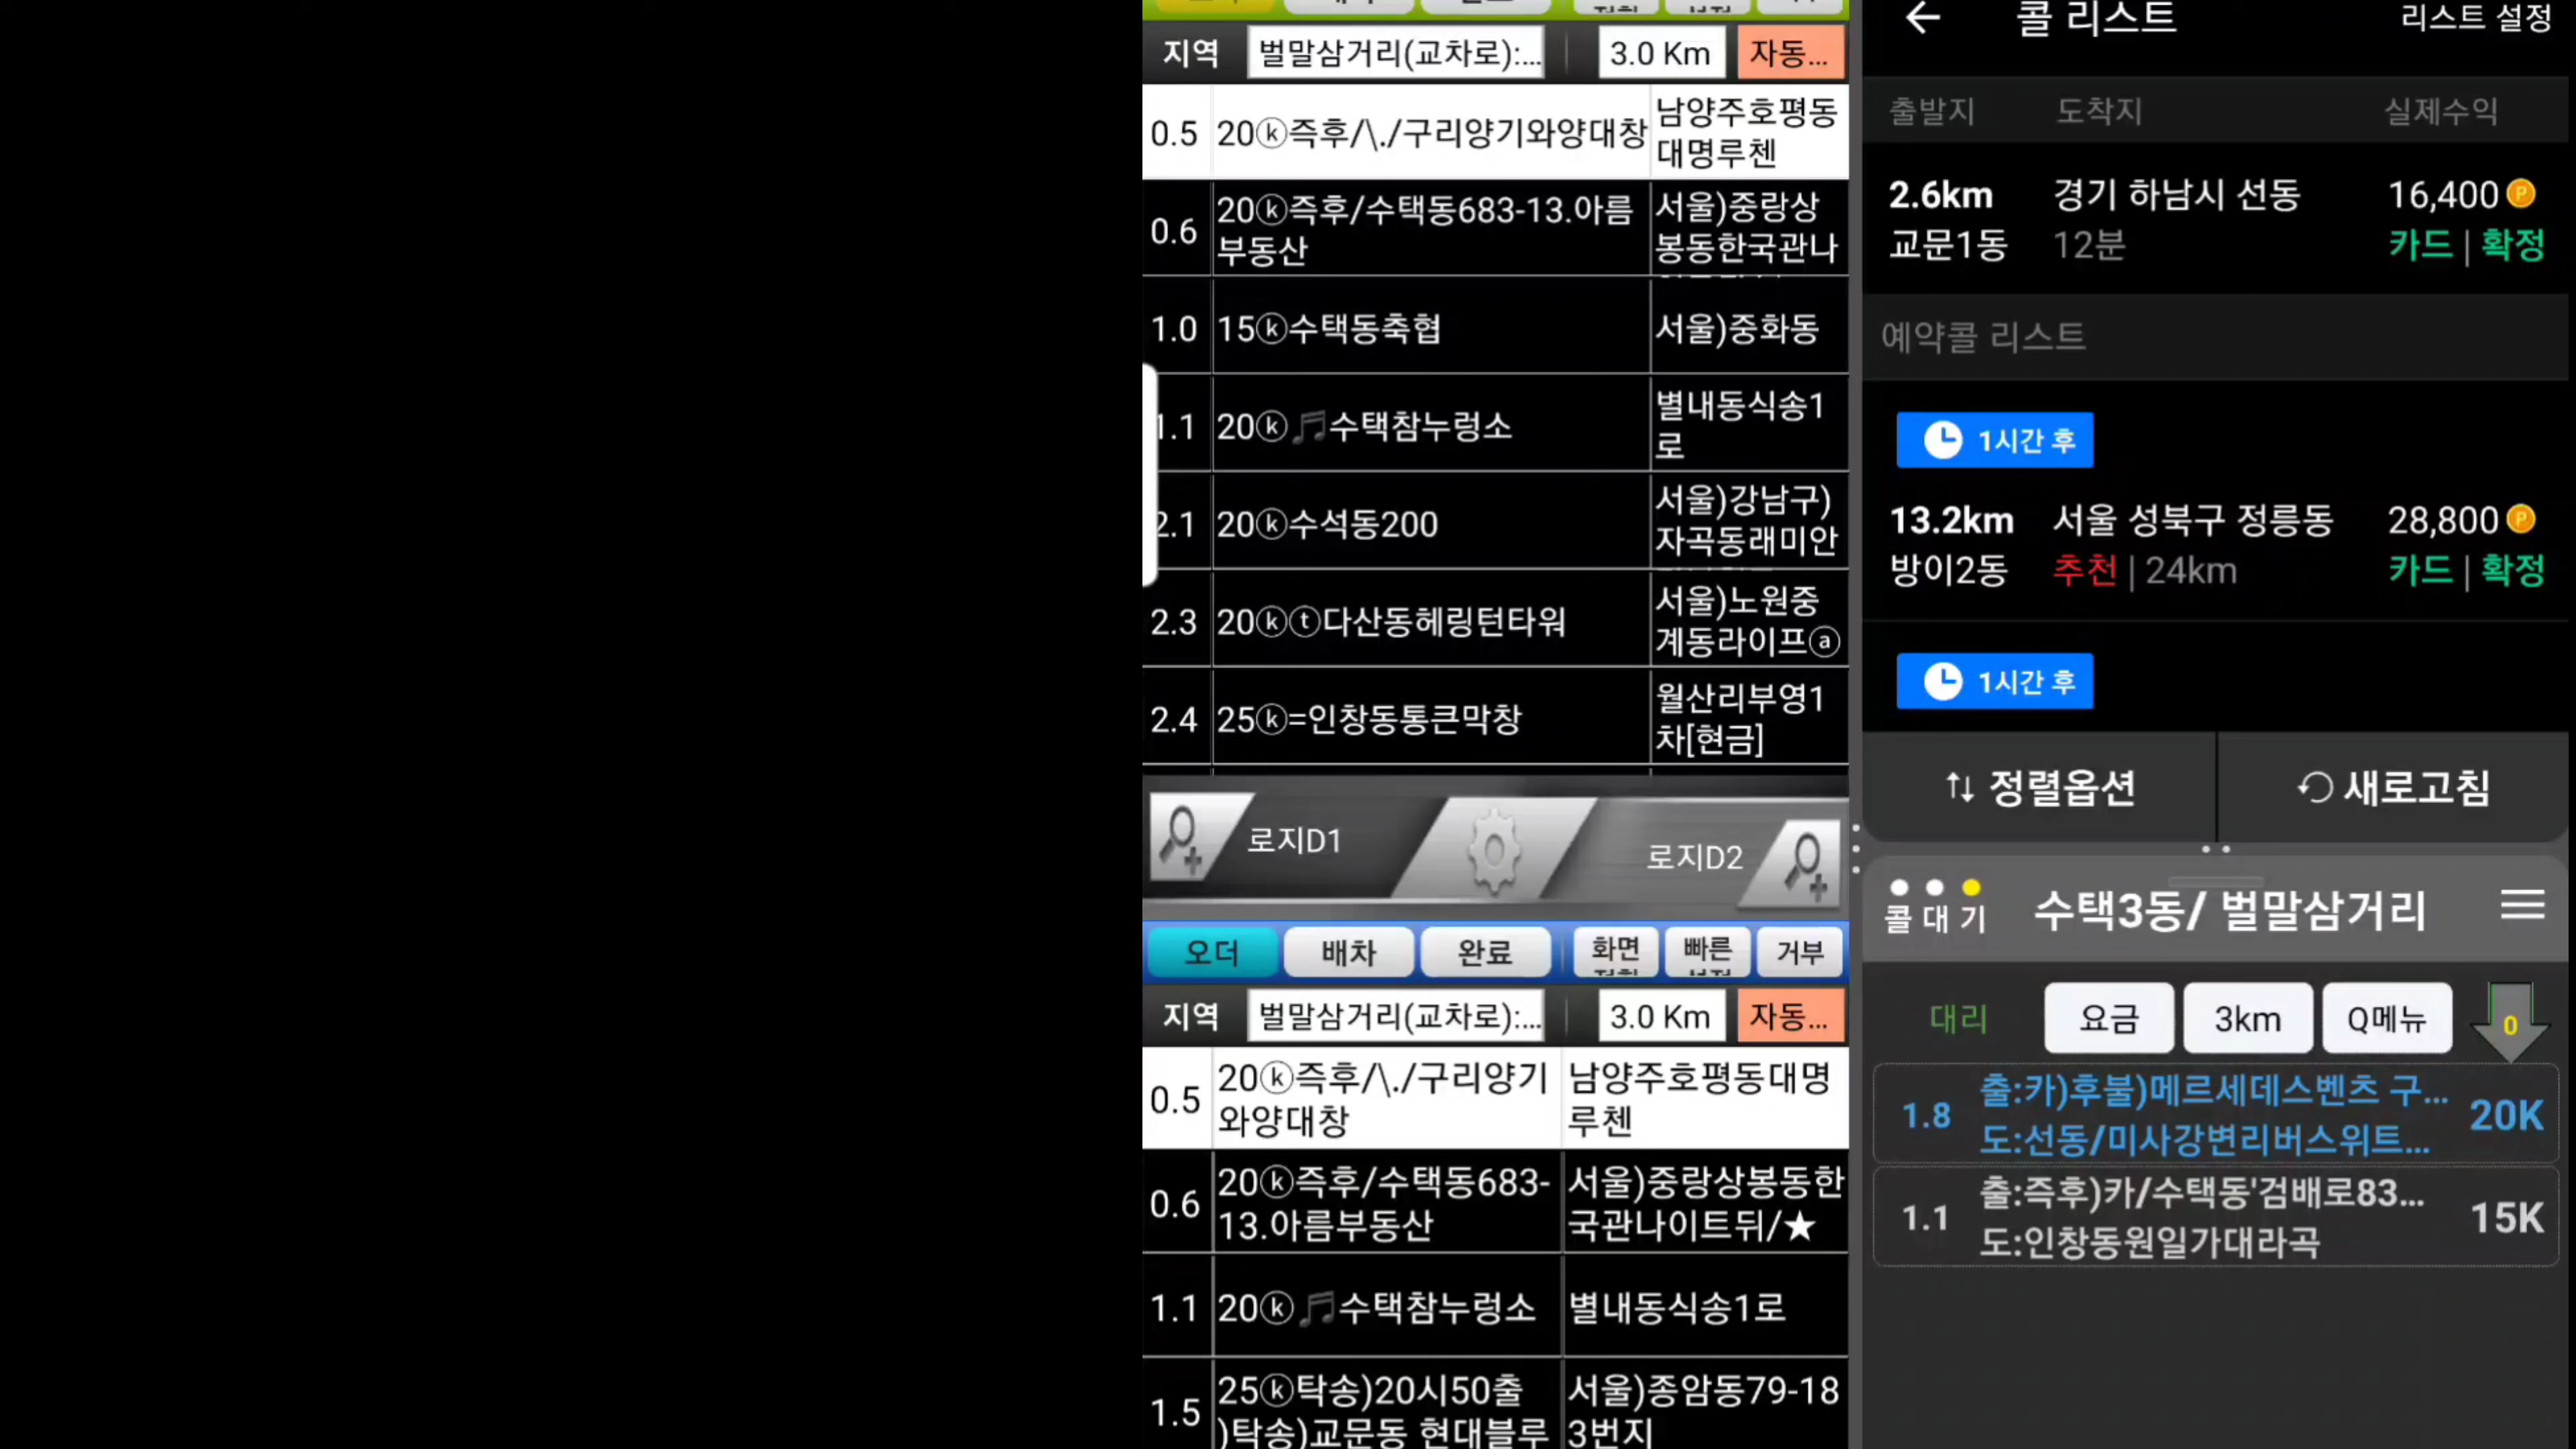 지역 벌말삼거리(교차로):... 3.0 Km 자동...
0.5 20ⓚ즉후/\./구리양기와양대창 남양주호평동
대명루첸
0.6 20ⓚ즉후/수택동683-13.아름
부동산
서울)중랑상
봉동한국관나
1.0 15ⓚ수택동축협 서울)중화동
1.1 20ⓚ🎵수택참누렁소 별내동식송1
로
2.1 20ⓚ수석동200 서울)강남구)
자곡동래미안
2.3 20ⓚⓣ다산동헤링턴타워 서울)노원중
계동라이프ⓐ
2.4 25ⓚ=인창동통큰막창 월산리부영1
차[현금]
로지D1 로지D2
오더 배차 완료 화면 빠른 거부
지역 벌말삼거리(교차로):... 3.0 Km 자동...
0.5 20ⓚ즉후/\./구리양기
와양대창
남양주호평동대명
루첸
0.6 20ⓚ즉후/수택동683-
13.아름부동산
서울)중랑상봉동한
국관나이트뒤/★
1.1 20ⓚ🎵수택참누렁소 별내동식송1로
1.5 25ⓚ탁송)20시50출
)탁송)교문동 현대블루
서울)종암동79-18
3번지
콜 리스트 리스트 설정
출발지 도착지 실제수익
2.6km 경기 하남시 선동 16,400 P
교문1동 12분 카드 | 확정
예약콜 리스트
1시간 후
13.2km 서울 성북구 정릉동 28,800 P
방이2동 추천 | 24km 카드 | 확정
1시간 후
정렬옵션 새로고침
콜 대 기 수택3동/ 벌말삼거리
대리 요금 3km Q메뉴 0
1.8 출:카)후불)메르세데스벤츠 구... 20K
도:선동/미사강변리버스위트...
1.1 출:즉후)카/수택동'검배로83... 15K
도:인창동원일가대라곡